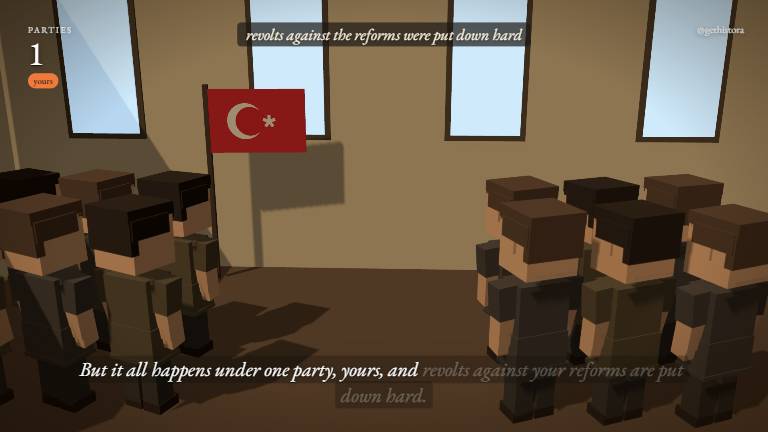 PARTIES
1
yours
revolts against the reforms were put down hard
@gethistora
But it all happens under one party, yours, and revolts against your reforms are put
down hard.